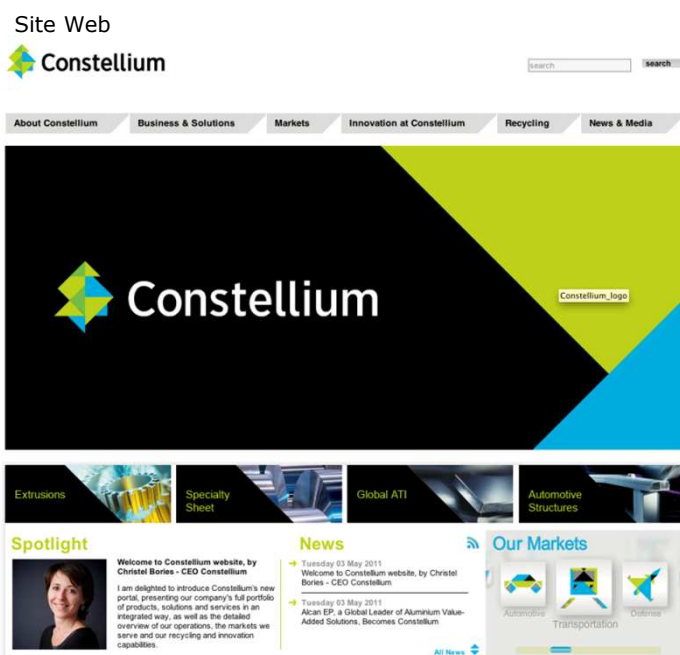 Site Web
Constellium
search
search
About Constellium
Business & Solutions
Markets
Innovation at Constellium
Recycling
News & Media
Constellium
Constellium_logo
Extrusions
Specialty
Sheet
Global ATI
Automotive
Structures
Spotlight
Welcome to Constellium website, by
Christel Bories - CEO Constellium
I am delighted to introduce Constellium's new
portal, presenting our company's full portfolio
of products, solutions and services in an
integrated way, as well as the detailed
overview of our operations, the markets we
serve and our recycling and innovation
capabilities.
News
Tuesday 03 May 2011
Welcome to Constellium website, by Christel
Bories - CEO Constellium
Tuesday 03 May 2011
Alcan EP, a Global Leader of Aluminium Value-
Added Solutions, Becomes Constellium
All News
Our Markets
Automotive
Transportation
Defense